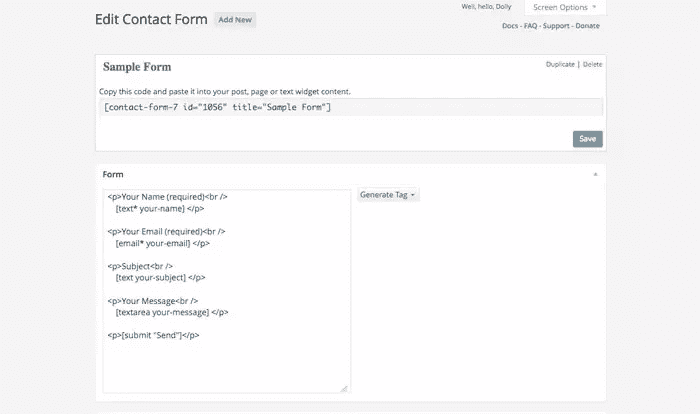 Well, hello, Dolly
Screen Options
Edit Contact Form
Add New
Docs - FAQ - Support - Donate
Sample Form
Duplicate | Delete
Copy this code and paste it into your post, page or text widget content.
[contact-form-7 id="1056" title="Sample Form"]
Save
Form
Generate Tag
<p>Your Name (required)<br />
[text* your-name] </p>
<p>Your Email (required)<br />
[email* your-email] </p>
<p>Subject<br />
[text your-subject] </p>
<p>Your Message<br />
[textarea your-message] </p>
<p>[submit "Send"]</p>